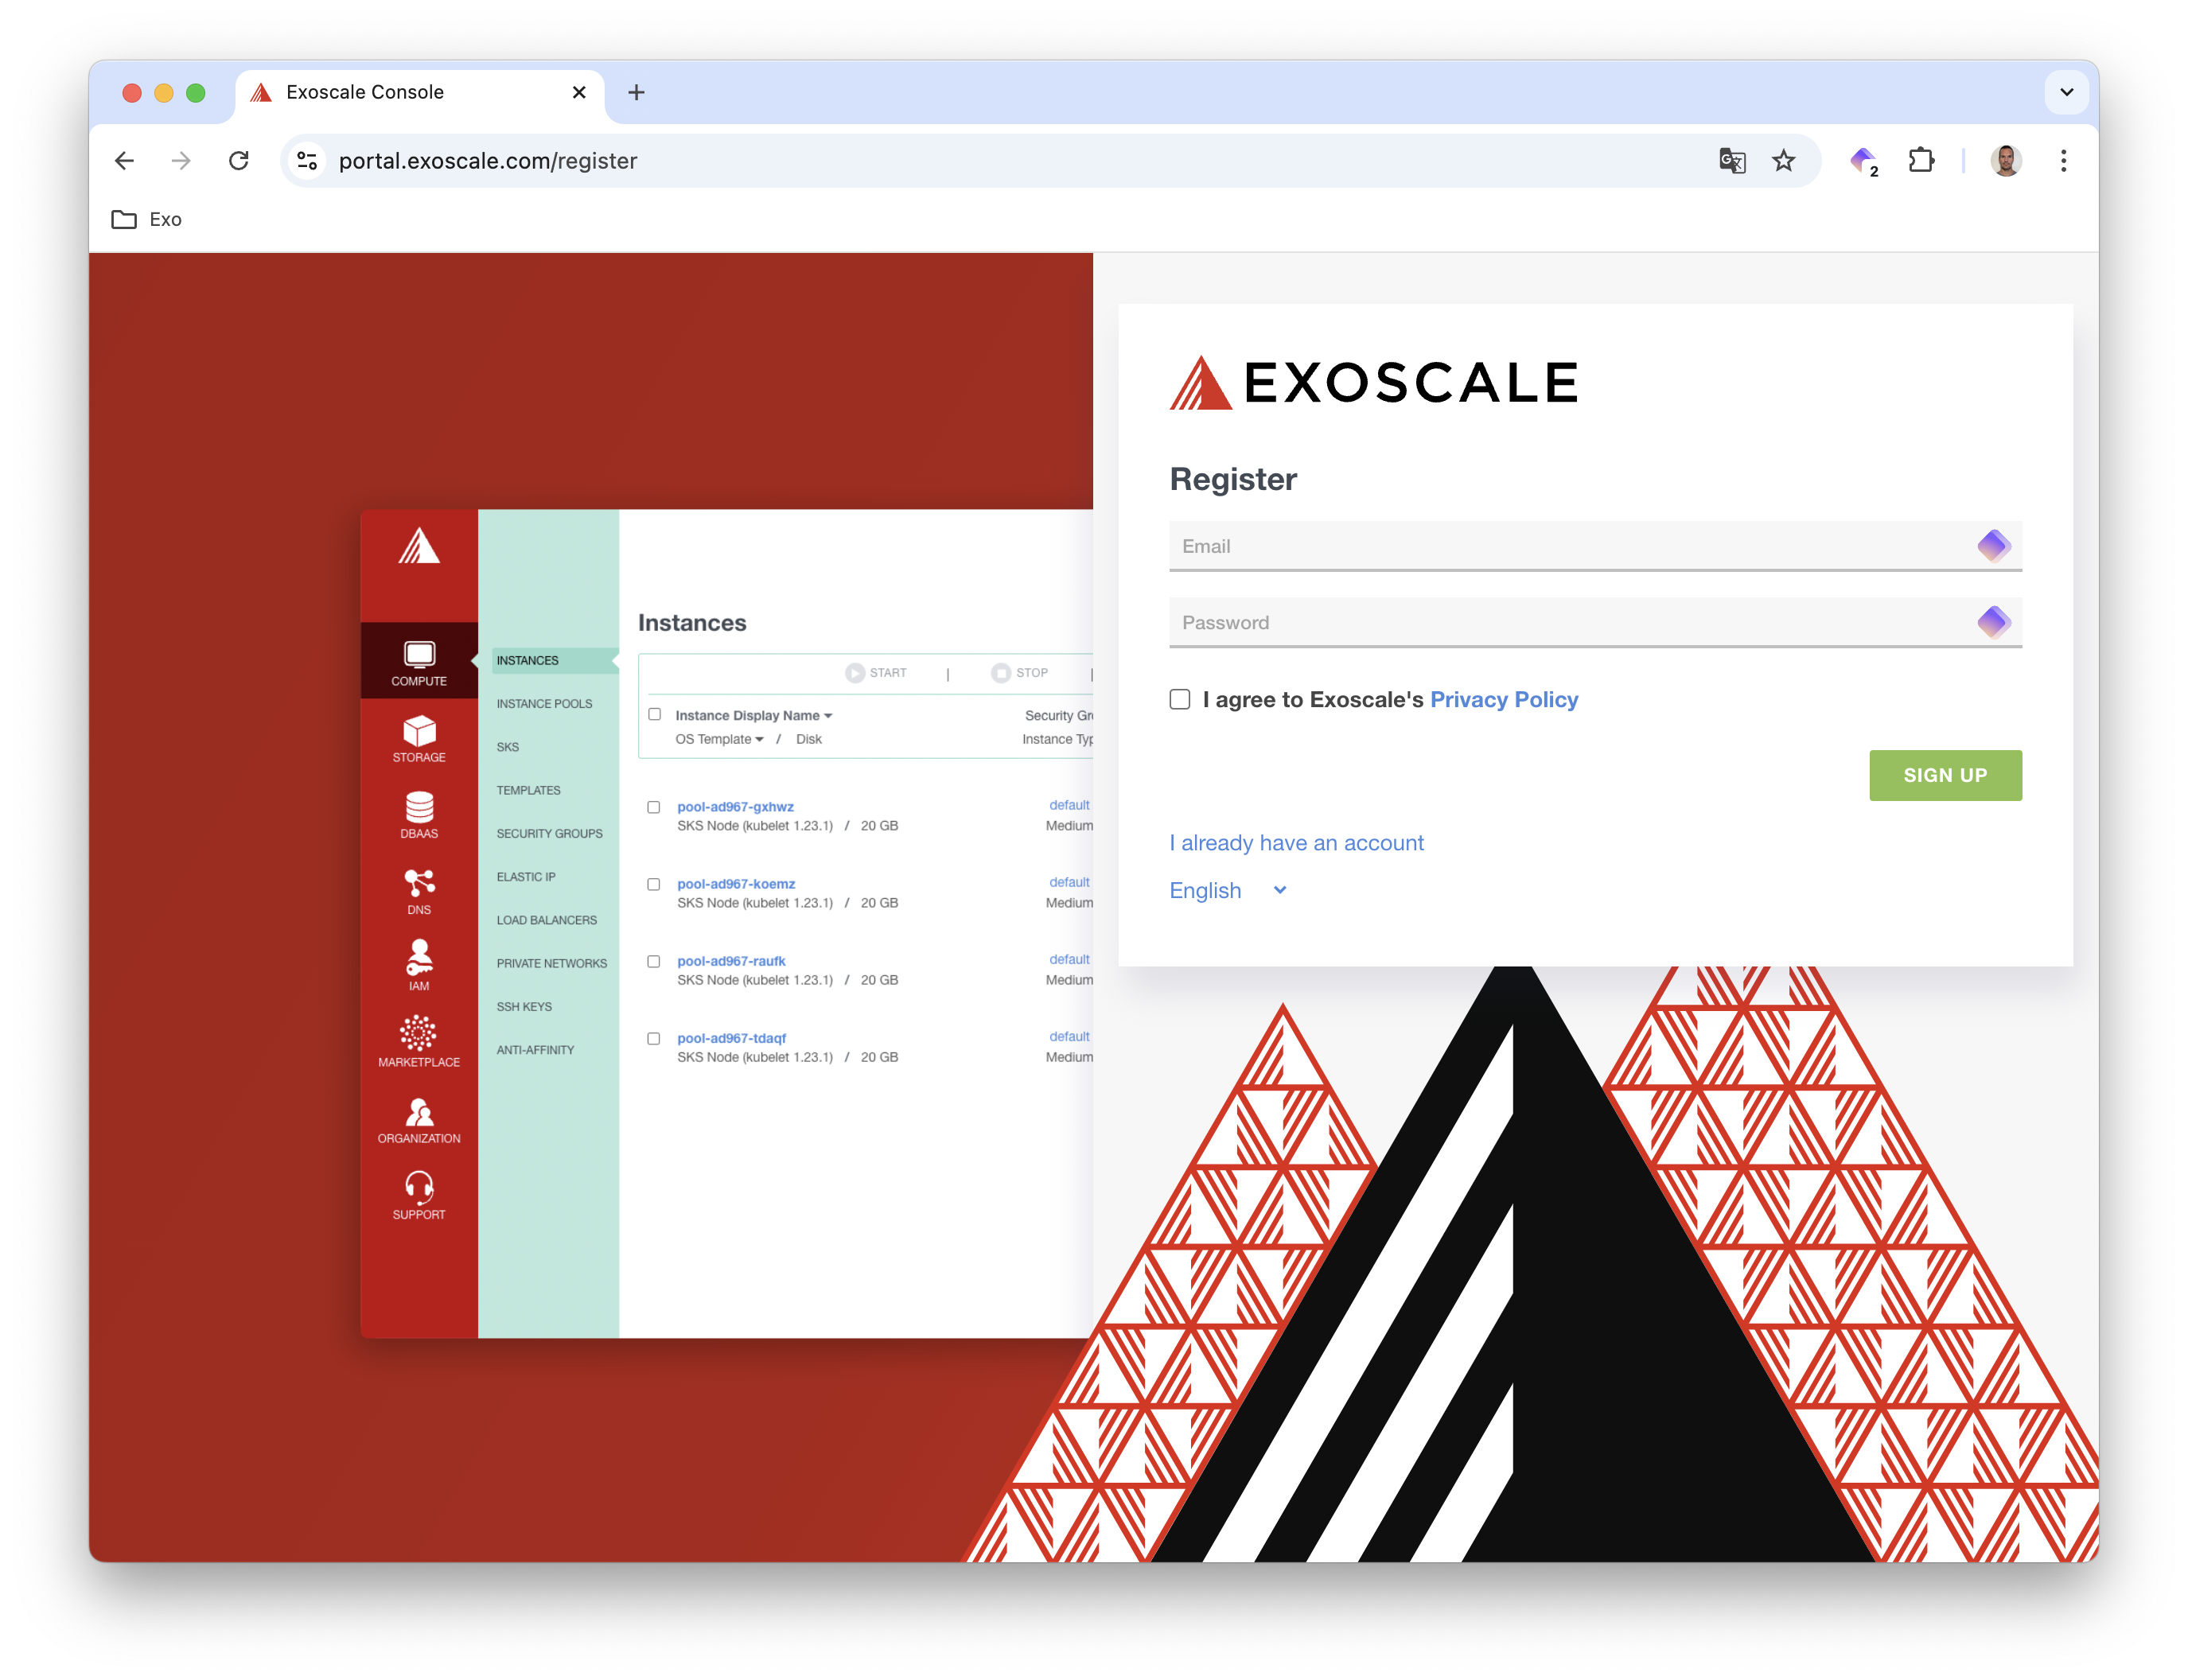 Exoscale Console
portal.exoscale.com/register
2
Exo
COMPUTE
STORAGE
DBAAS
DNS
IAM
MARKETPLACE
ORGANIZATION
SUPPORT
INSTANCES
INSTANCE POOLS
SKS
TEMPLATES
SECURITY GROUPS
ELASTIC IP
LOAD BALANCERS
PRIVATE NETWORKS
SSH KEYS
ANTI-AFFINITY
Instances
START | STOP |
Instance Display Name Security Gro
OS Template / Disk Instance Typ
pool-ad967-gxhwz default
SKS Node (kubelet 1.23.1) / 20 GB Medium
pool-ad967-koemz default
SKS Node (kubelet 1.23.1) / 20 GB Medium
pool-ad967-raufk default
SKS Node (kubelet 1.23.1) / 20 GB Medium
pool-ad967-tdaqf default
SKS Node (kubelet 1.23.1) / 20 GB Medium
EXOSCALE
Register
Email
Password
I agree to Exoscale's Privacy Policy
SIGN UP
I already have an account
English